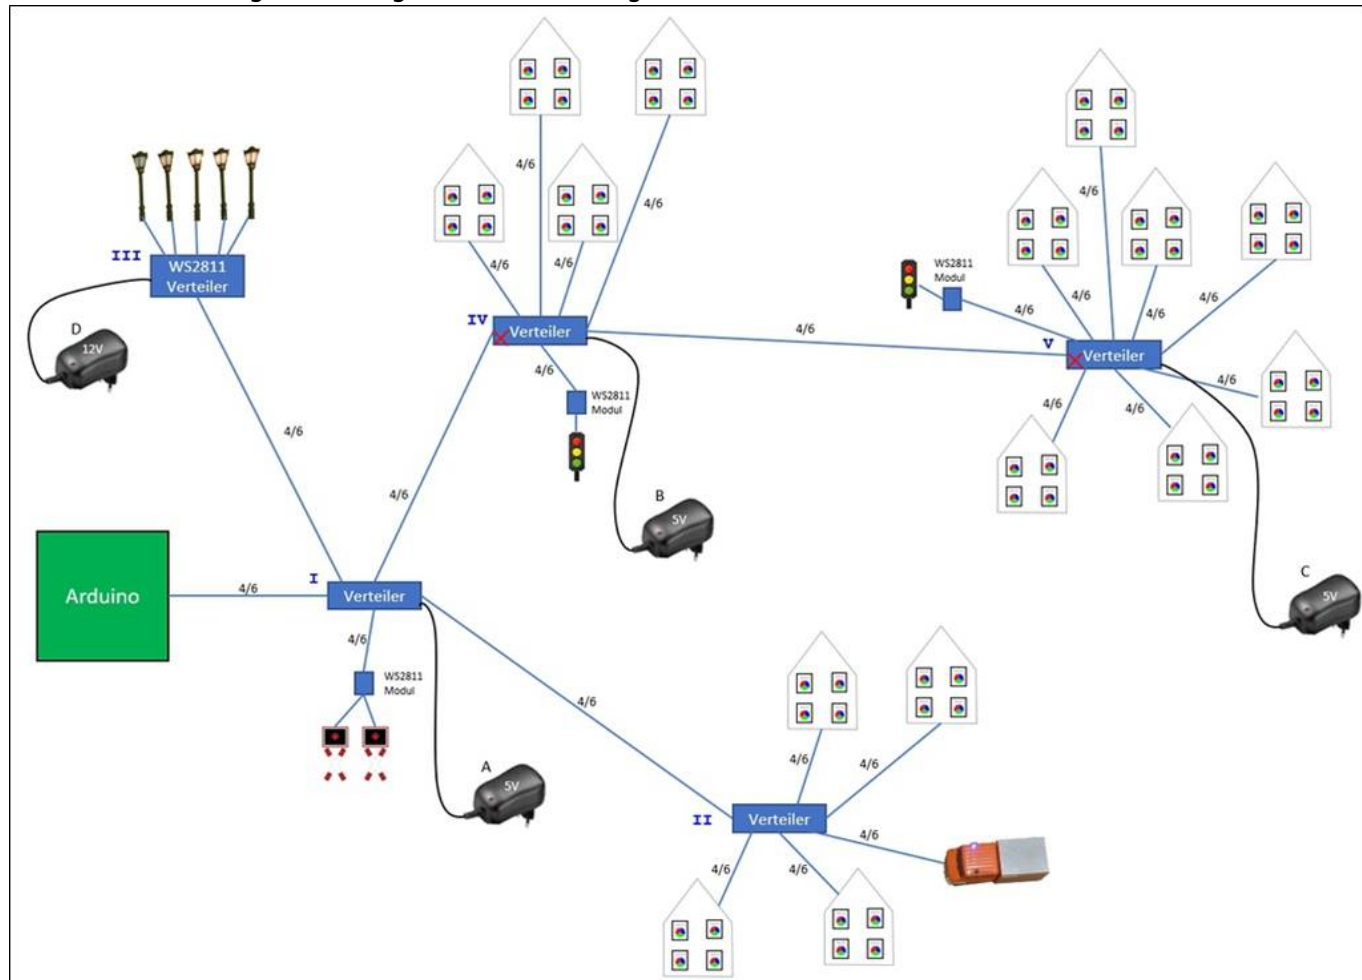 4/6
4/6
4/6
III
WS2811
Verteiler
4/6
4/6
WS2811
Modul
4/6
4/6
4/6
4/6
IV
Verteiler
4/6
V
Verteiler
D
12V
4/6
4/6
WS2811
Modul
4/6
4/6
4/6
4/6
B
5V
C
5V
Arduino
4/6
I
Verteiler
4/6
WS2811
Modul
4/6
A
5V
4/6
4/6
II
Verteiler
4/6
4/6
4/6